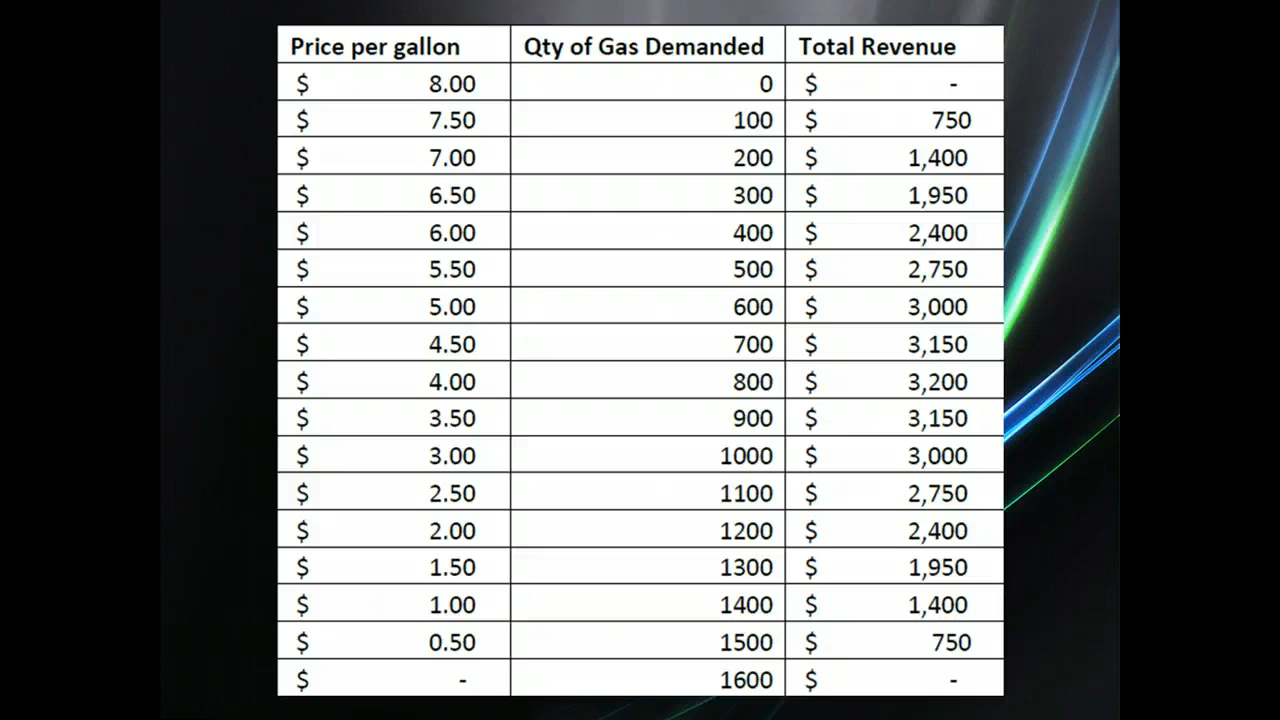 Price per gallon Qty of Gas Demanded Total Revenue
$ 8.00 0 $ -
$ 7.50 100 $ 750
$ 7.00 200 $ 1,400
$ 6.50 300 $ 1,950
$ 6.00 400 $ 2,400
$ 5.50 500 $ 2,750
$ 5.00 600 $ 3,000
$ 4.50 700 $ 3,150
$ 4.00 800 $ 3,200
$ 3.50 900 $ 3,150
$ 3.00 1000 $ 3,000
$ 2.50 1100 $ 2,750
$ 2.00 1200 $ 2,400
$ 1.50 1300 $ 1,950
$ 1.00 1400 $ 1,400
$ 0.50 1500 $ 750
$ - 1600 $ -